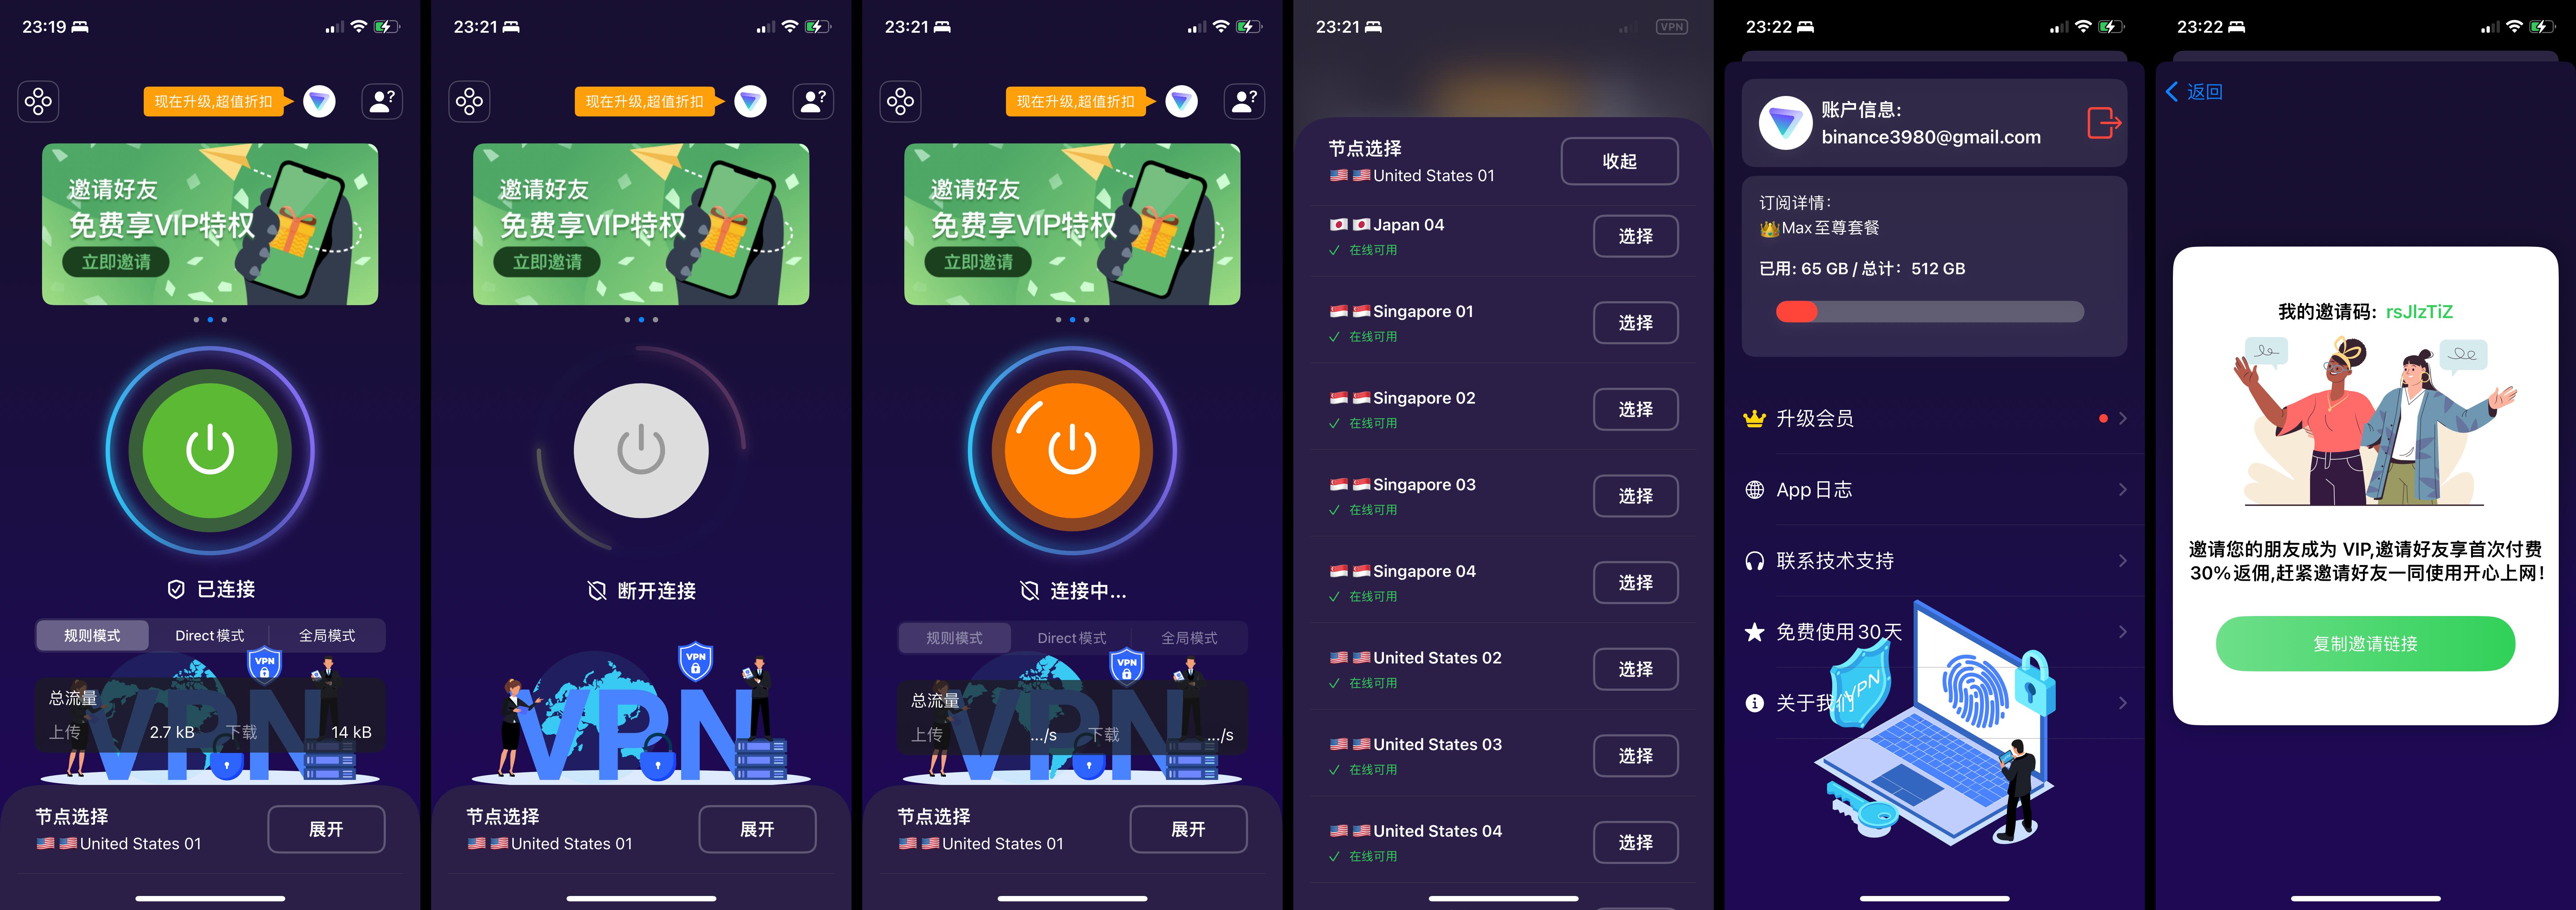 23:19
现在升级,超值折扣
邀请好友
免费享VIP特权
立即邀请
已连接
规则模式
Direct模式
全局模式
VPN
VPN
总流量
上传
2.7 kB
下载
14 kB
节点选择
🇺🇸 🇺🇸United States 01
展开
23:21
现在升级,超值折扣
邀请好友
免费享VIP特权
立即邀请
断开连接
VPN
VPN
节点选择
🇺🇸 🇺🇸United States 01
展开
23:21
现在升级,超值折扣
邀请好友
免费享VIP特权
立即邀请
连接中...
规则模式
Direct模式
全局模式
VPN
VPN
总流量
上传
.../s
下载
.../s
节点选择
🇺🇸 🇺🇸United States 01
展开
23:21
VPN
节点选择
🇺🇸 🇺🇸United States 01
收起
🇯🇵 🇯🇵Japan 04
✓ 在线可用
选择
🇸🇬 🇸🇬Singapore 01
✓ 在线可用
选择
🇸🇬 🇸🇬Singapore 02
✓ 在线可用
选择
🇸🇬 🇸🇬Singapore 03
✓ 在线可用
选择
🇸🇬 🇸🇬Singapore 04
✓ 在线可用
选择
🇺🇸 🇺🇸United States 02
✓ 在线可用
选择
🇺🇸 🇺🇸United States 03
✓ 在线可用
选择
🇺🇸 🇺🇸United States 04
✓ 在线可用
选择
23:22
账户信息:
binance3980@gmail.com
订阅详情:
👑Max至尊套餐
已用: 65 GB / 总计: 512 GB
升级会员
App日志
联系技术支持
免费使用30天
关于我们
VPN
23:22
返回
我的邀请码: rsJlzTiZ
邀请您的朋友成为 VIP,邀请好友享首次付费
30%返佣,赶紧邀请好友一同使用开心上网!
复制邀请链接